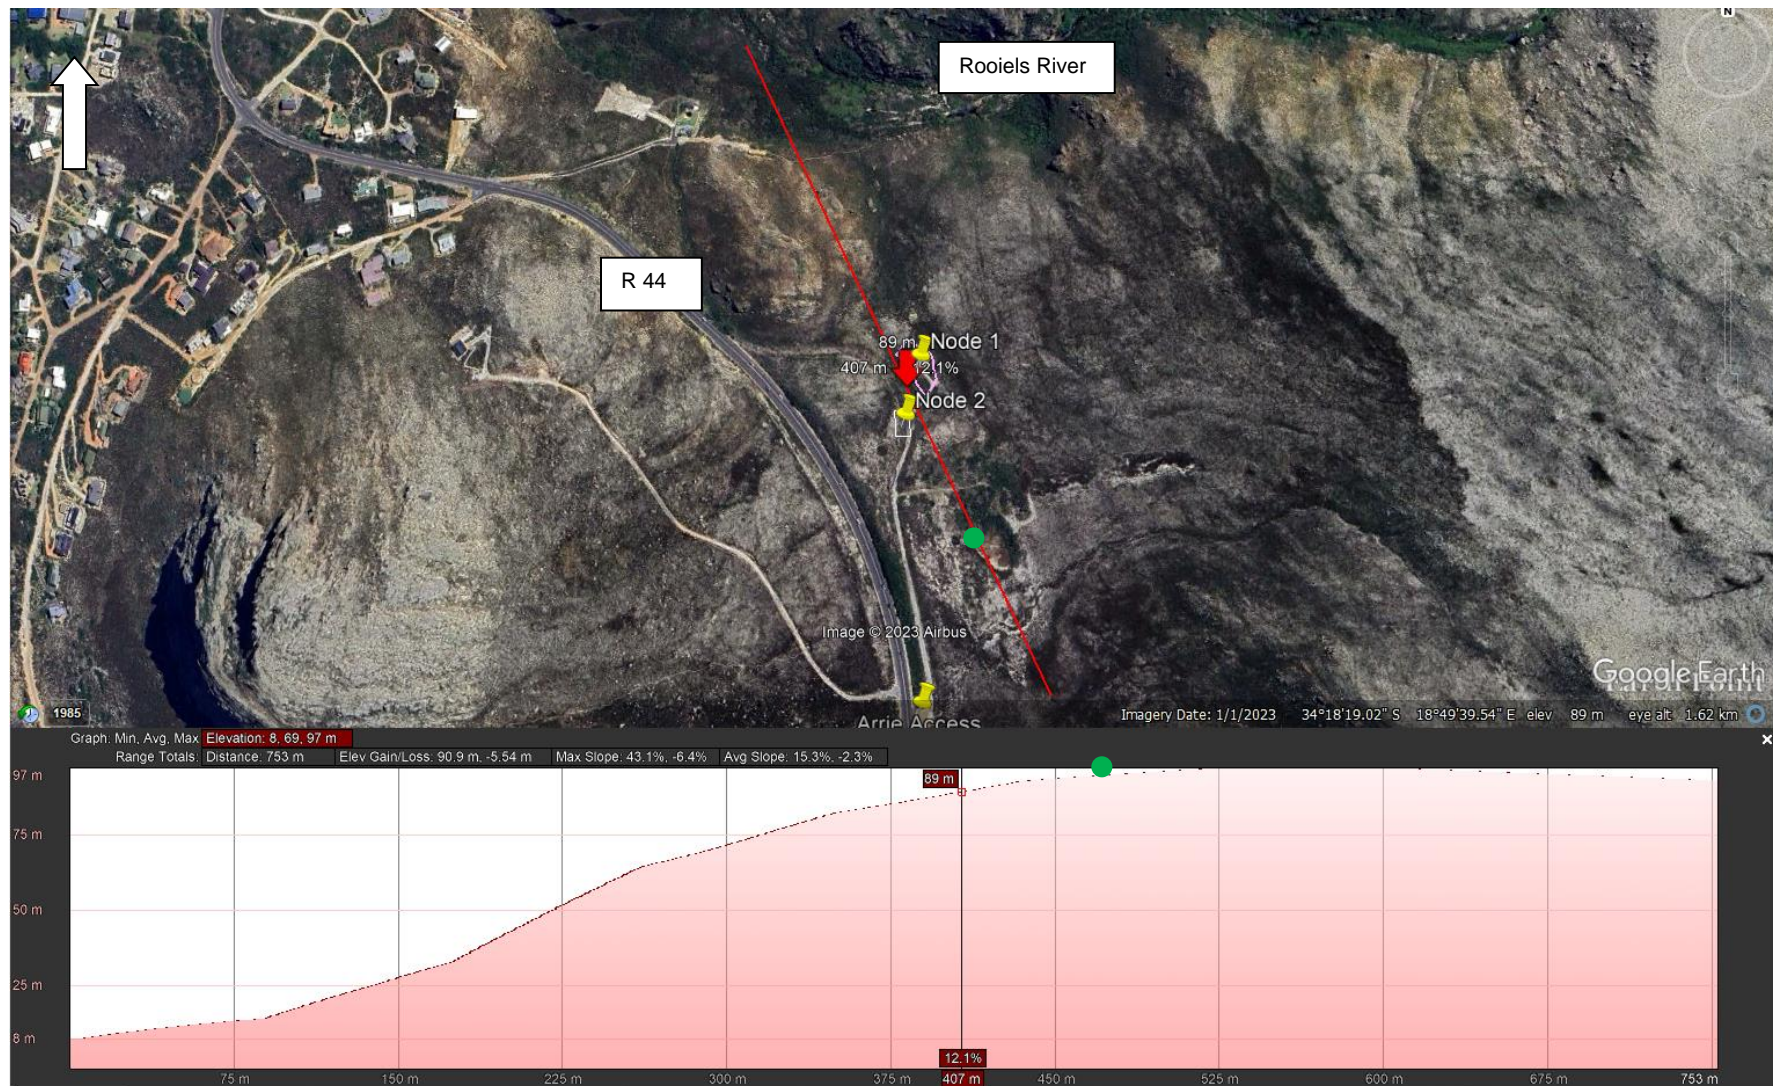 N
Rooiels River
R 44
89 m
Node 1
407 m 12.1%
Node 2
Image © 2023 Airbus
Google Earth
1985
Arrie Access
Imagery Date: 1/1/2023 34°18'19.02" S 18°49'39.54" E elev 89 m eye alt 1.62 km
Graph: Min, Avg, Max Elevation: 8, 69, 97 m
Range Totals: Distance: 753 m Elev Gain/Loss: 90.9 m, -5.54 m Max Slope: 43.1%, -6.4% Avg Slope: 15.3%, -2.3%
97 m
89 m
75 m
50 m
25 m
8 m
12.1%
75 m 150 m 225 m 300 m 375 m 407 m 450 m 525 m 600 m 675 m 753 m